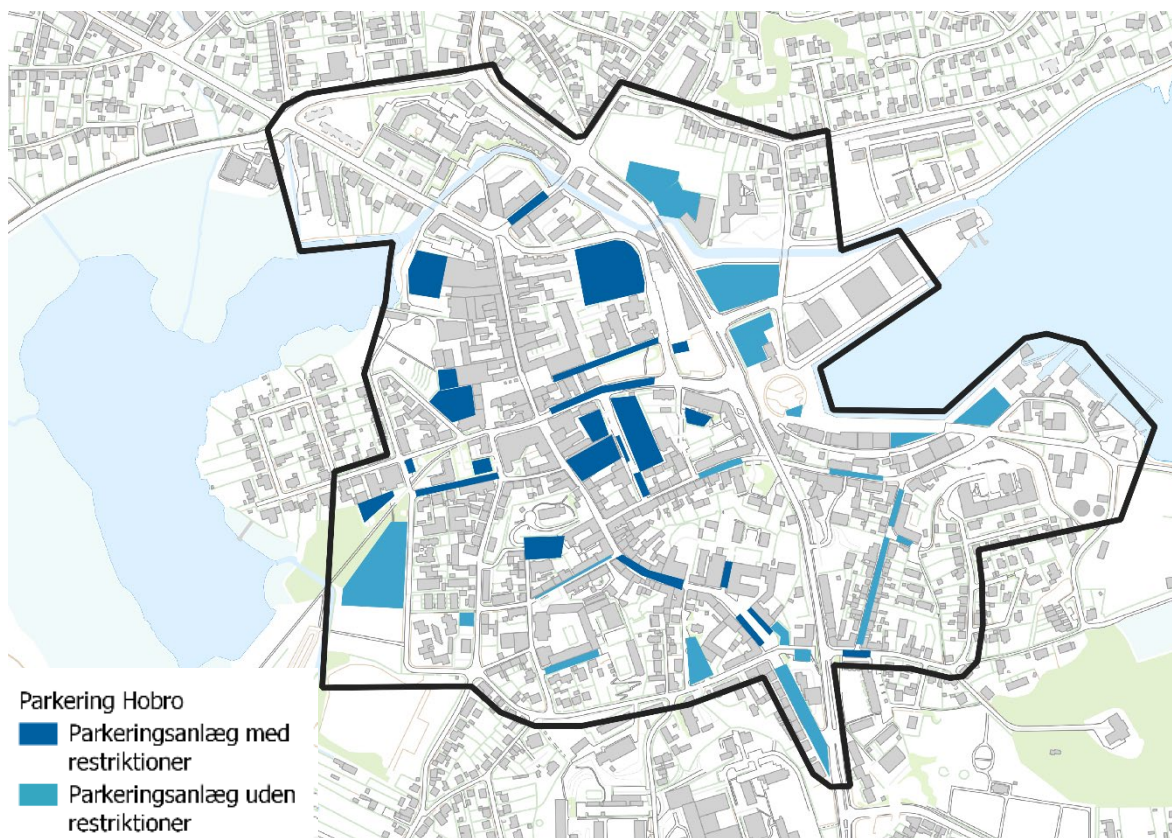 Parkering Hobro
Parkeringsanlæg med
restriktioner
Parkeringsanlæg uden
restriktioner